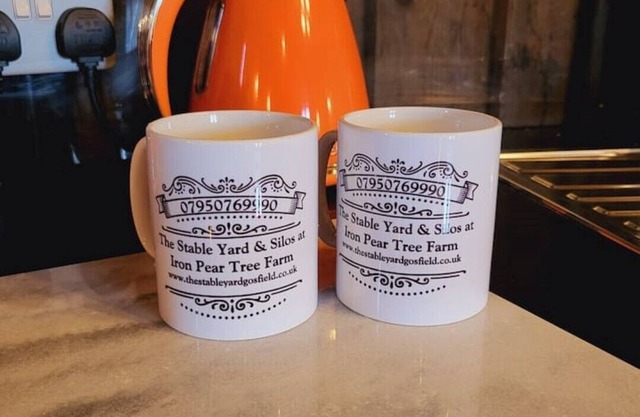 07950769990
The Stable Yard & Silos at
Iron Pear Tree Farm
www.thestableyardgosfield.co.uk
07950769990
The Stable Yard & Silos at
Iron Pear Tree Farm
www.thestableyardgosfield.co.uk